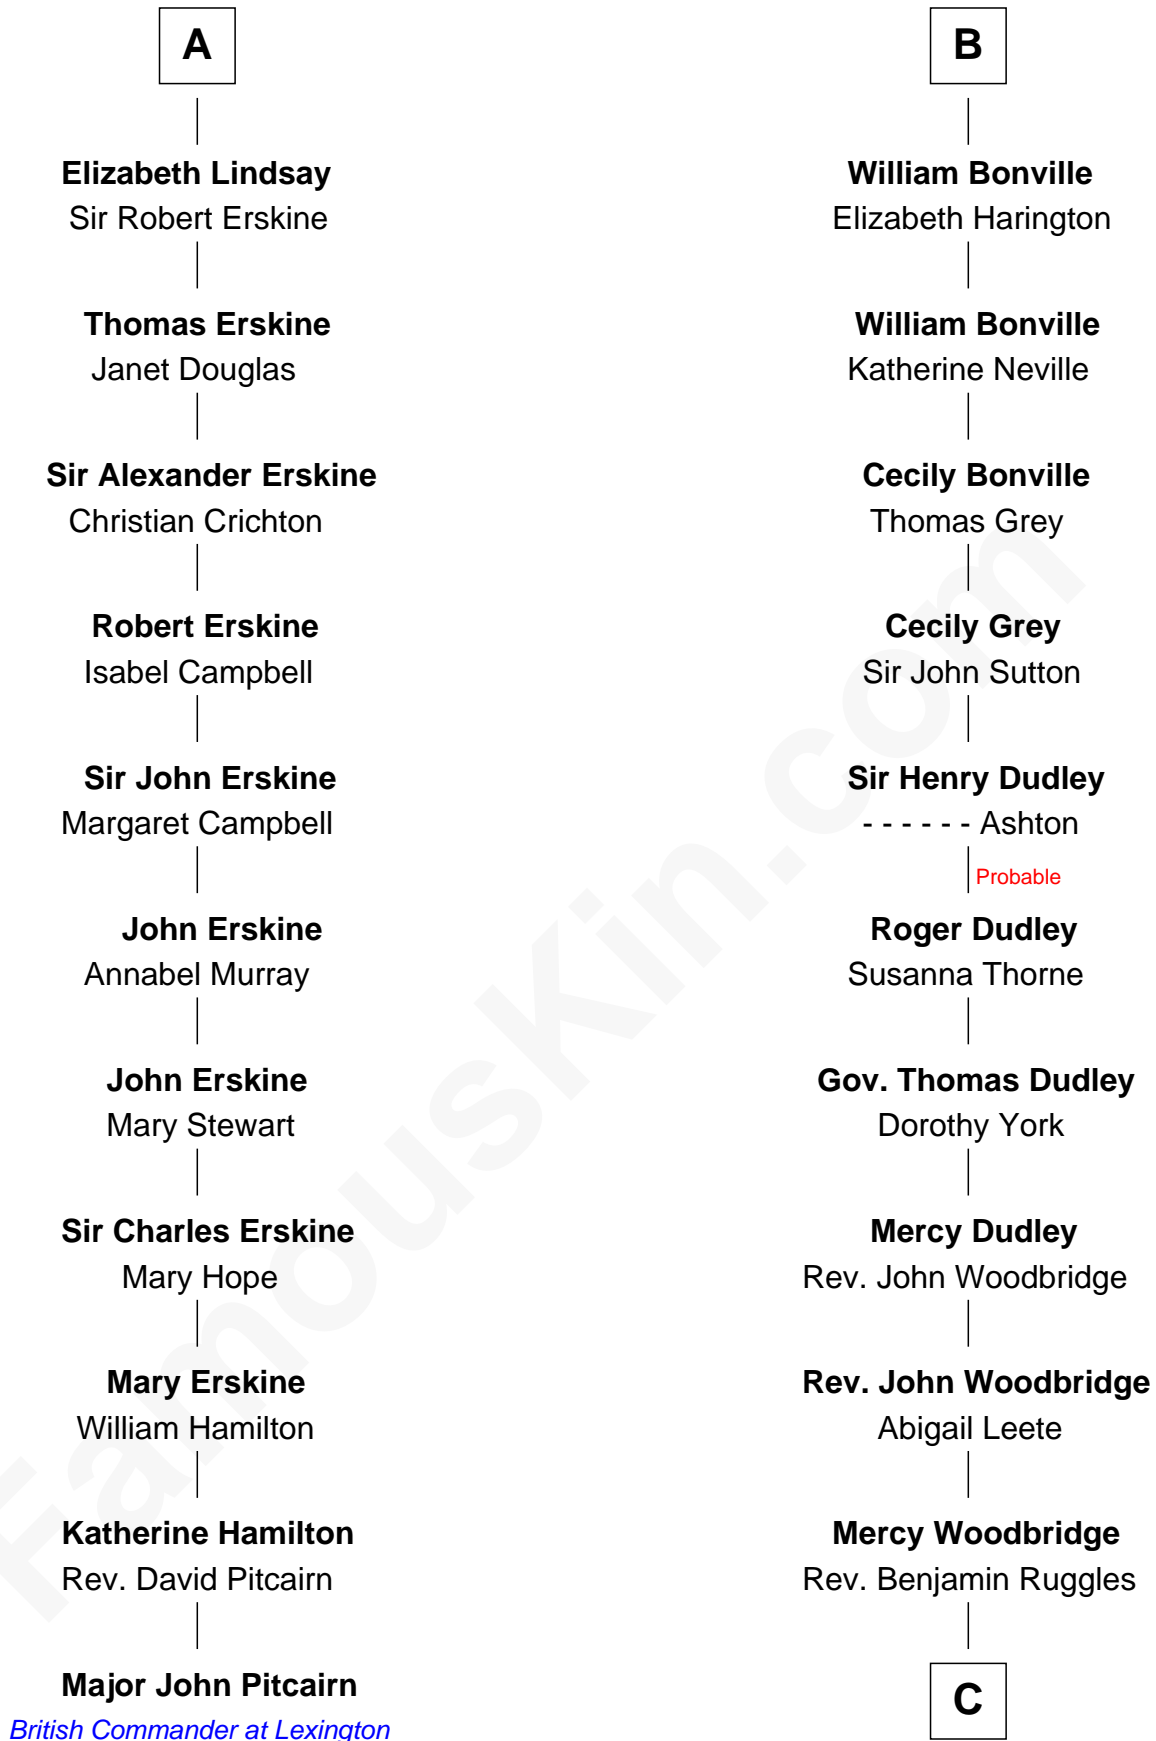 A
Elizabeth Lindsay
Sir Robert Erskine
Thomas Erskine
Janet Douglas
Sir Alexander Erskine
Christian Crichton
Robert Erskine
Isabel Campbell
Sir John Erskine
Margaret Campbell
John Erskine
Annabel Murray
John Erskine
Mary Stewart
Sir Charles Erskine
Mary Hope
Mary Erskine
William Hamilton
Katherine Hamilton
Rev. David Pitcairn
Major John Pitcairn
British Commander at Lexington
B
William Bonville
Elizabeth Harington
William Bonville
Katherine Neville
Cecily Bonville
Thomas Grey
Cecily Grey
Sir John Sutton
Sir Henry Dudley
- - - - - - Ashton
Probable
Roger Dudley
Susanna Thorne
Gov. Thomas Dudley
Dorothy York
Mercy Dudley
Rev. John Woodbridge
Rev. John Woodbridge
Abigail Leete
Mercy Woodbridge
Rev. Benjamin Ruggles
C
FamousKin.com